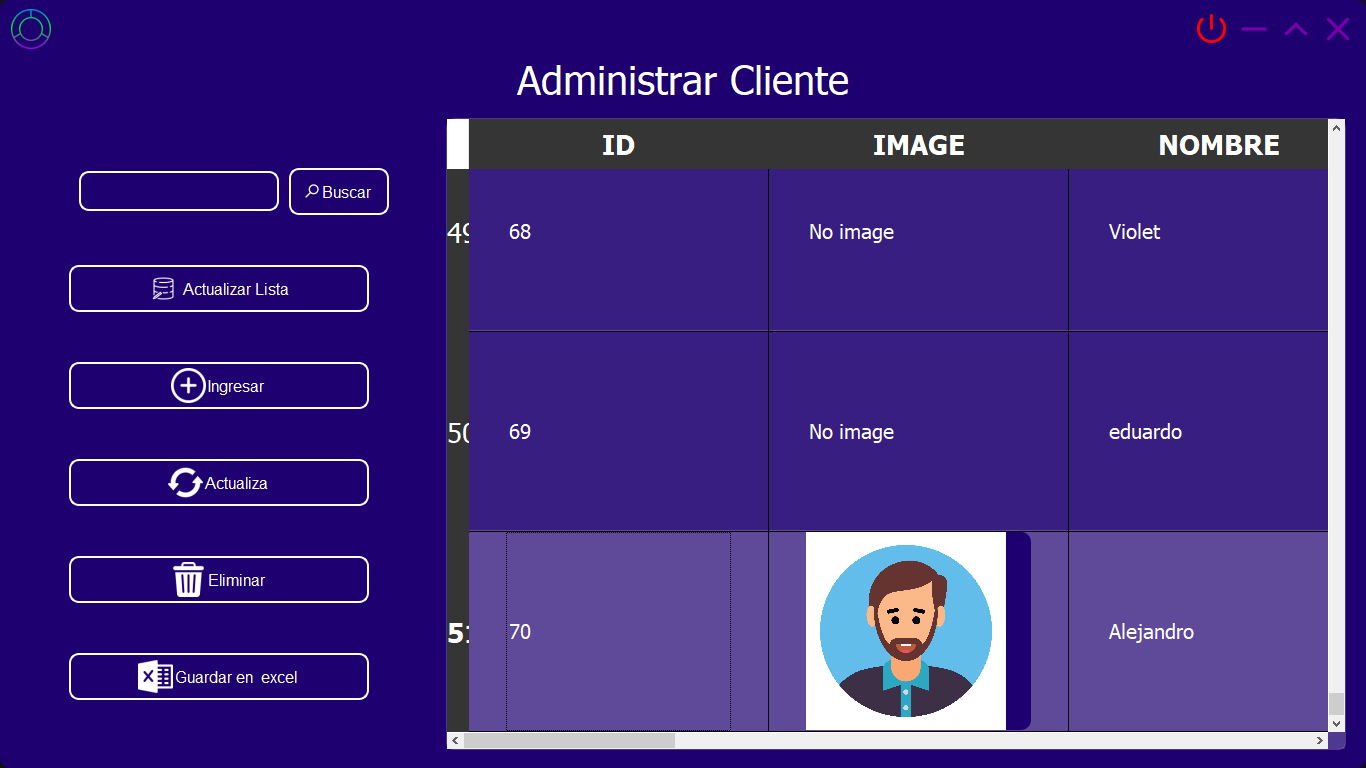 Administrar Cliente
ID IMAGE NOMBRE
Buscar
49 68 No image Violet
Actualizar Lista
Ingresar
50 69 No image eduardo
Actualiza
Eliminar
51 70 Alejandro
Guardar en excel